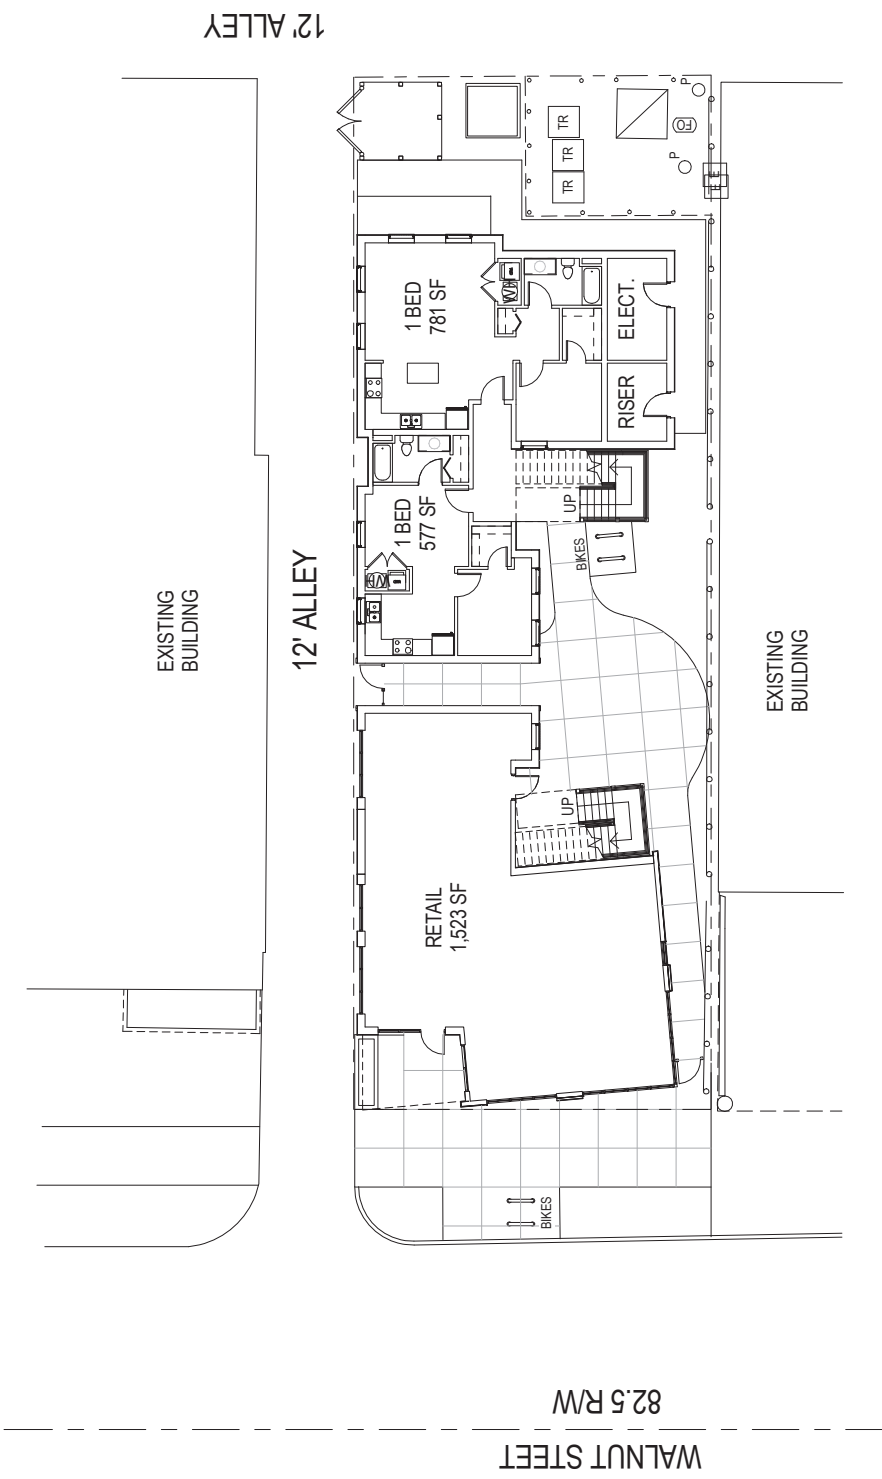 12' ALLEY
P
TR
TR
TR
FO
P
E
E
1 BED
781 SF
ELECT.
RISER
1 BED
577 SF
UP
BIKES
EXISTING
BUILDING
12' ALLEY
EXISTING
BUILDING
UP
RETAIL
1,523 SF
BIKES
82.5 R/W
WALNUT STEET